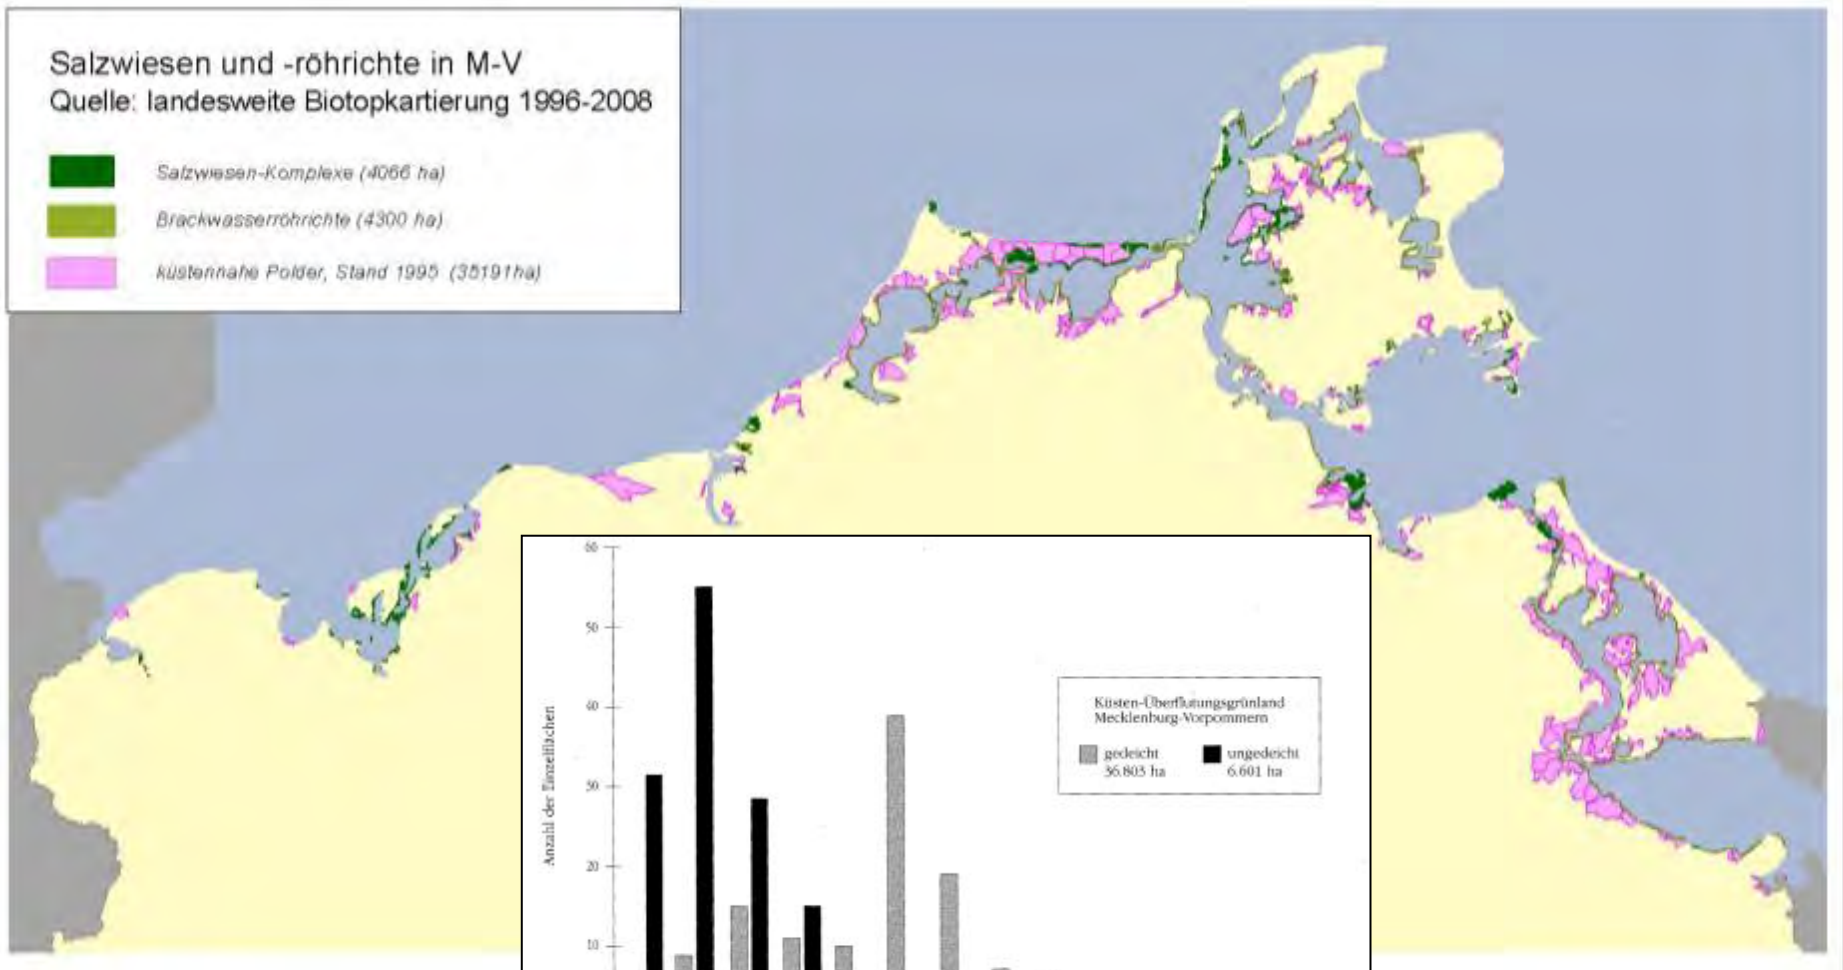 Salzwiesen und -röhrichte in M-V
Quelle: landesweite Biotopkartierung 1996-2008
Salzwiesen-Komplexe (4066 ha)
Brackwasserröhrichte (4300 ha)
küstennahe Polder, Stand 1995 (35191ha)
60
50
40
30
20
10
Anzahl der Einzelflächen
Küsten-Überflutungsgrünland
Mecklenburg-Vorpommern
gedeicht
36.803 ha
ungedeicht
6.601 ha